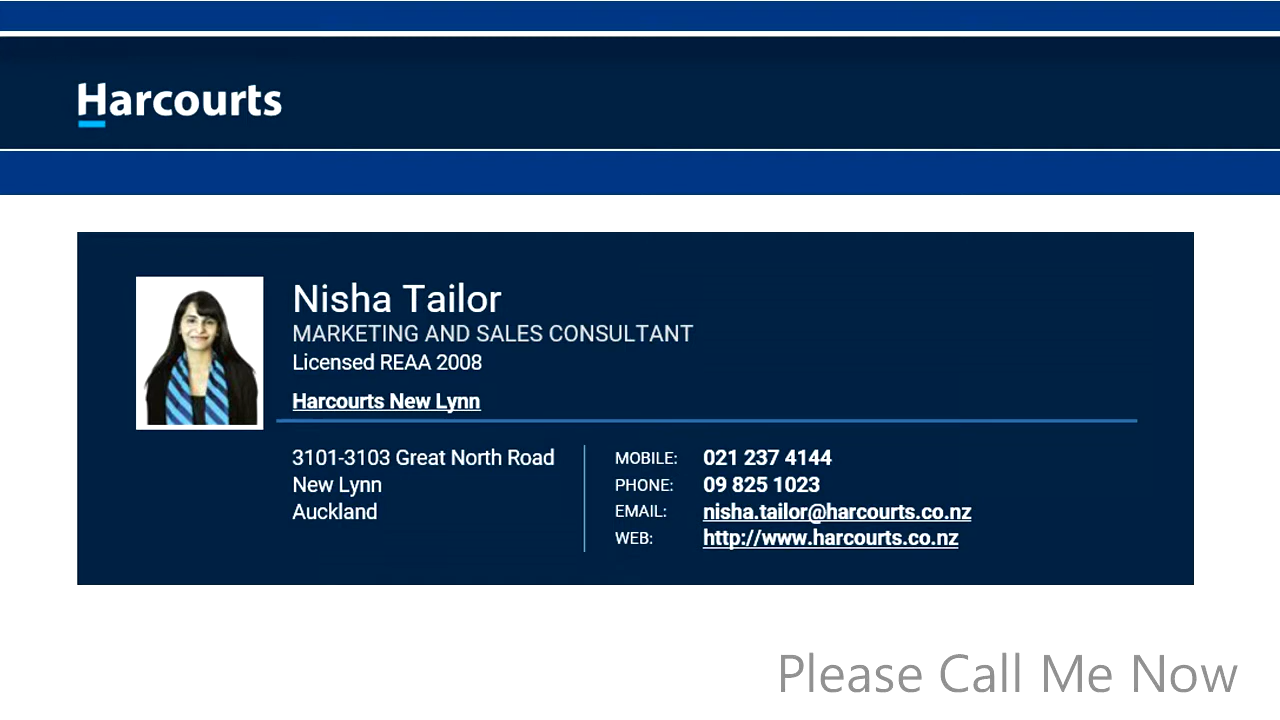 Harcourts
Nisha Tailor
MARKETING AND SALES CONSULTANT
Licensed REAA 2008
Harcourts New Lynn
3101-3103 Great North Road
New Lynn
Auckland
MOBILE: 021 237 4144
PHONE: 09 825 1023
EMAIL: nisha.tailor@harcourts.co.nz
WEB: http://www.harcourts.co.nz
Please Call Me Now